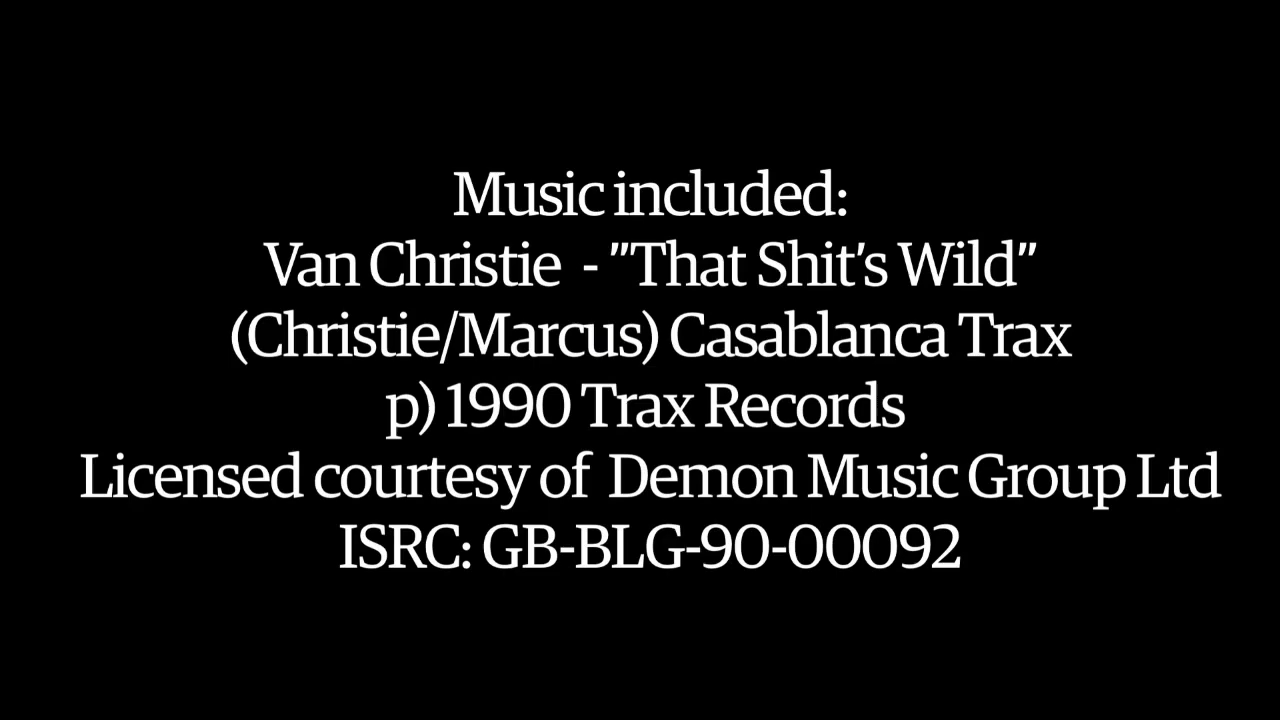 Music included:
Van Christie - "That Shit's Wild"
(Christie/Marcus) Casablanca Trax
p) 1990 Trax Records
Licensed courtesy of Demon Music Group Ltd
ISRC: GB-BLG-90-00092